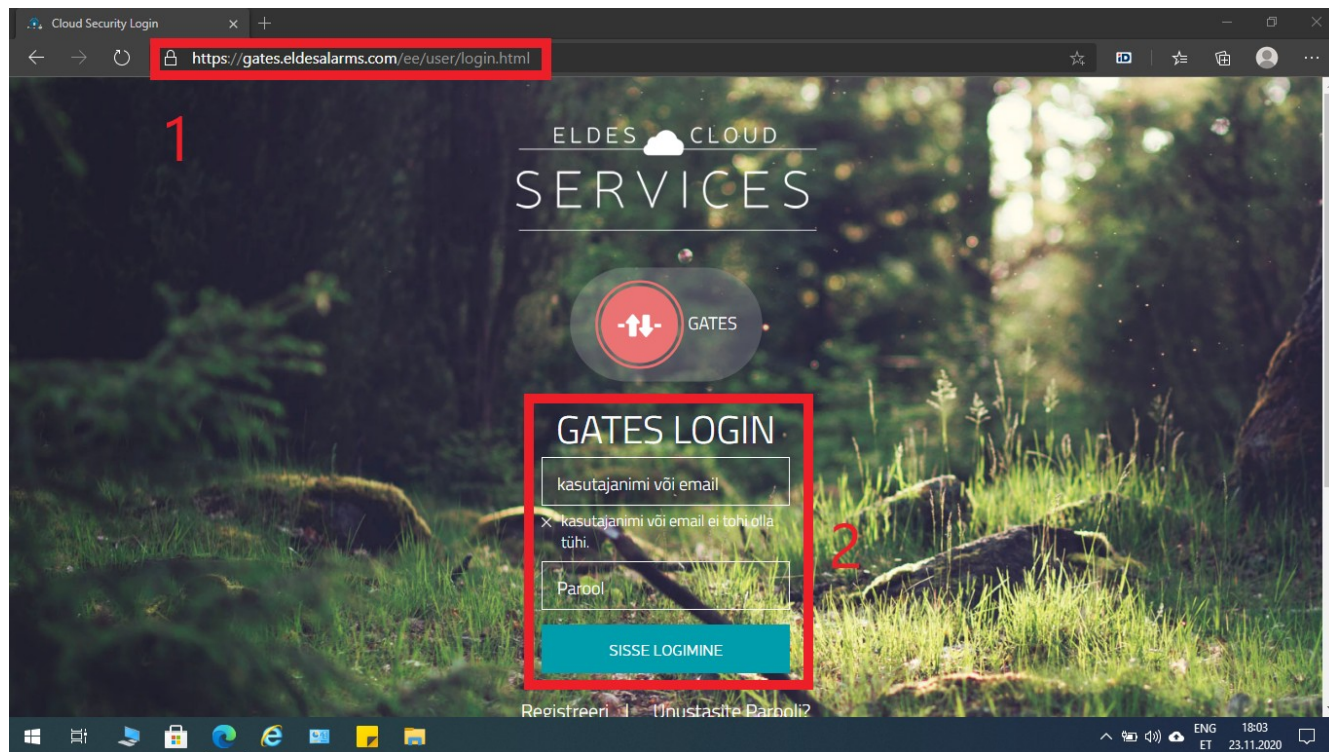 Cloud Security Login
https://gates.eldesalarms.com/ee/user/login.html
1
ELDES CLOUD
SERVICES
GATES
GATES LOGIN
kasutajanimi või email
kasutajanimi või email ei tohi olla
tühi.
2
Parool
SISSE LOGIMINE
Registreeri | Unustasite Parooli?
ENG 18:03
ET 23.11.2020